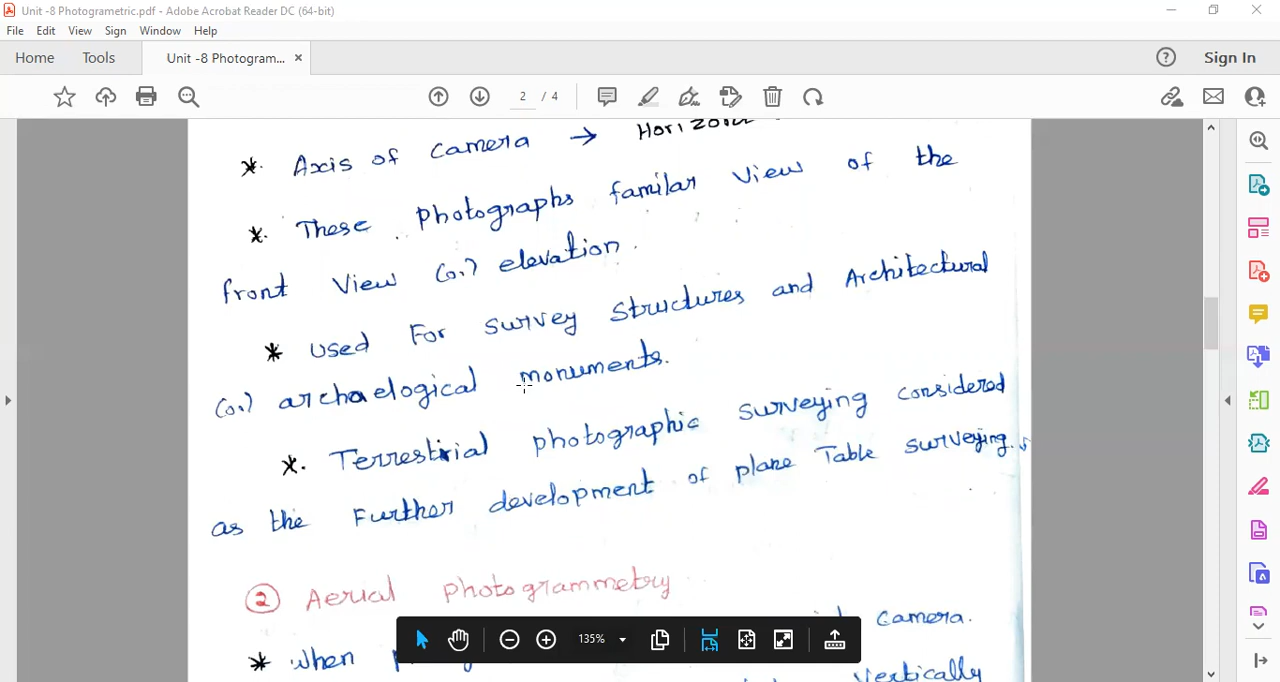 Unit -8 Photogrametric.pdf - Adobe Acrobat Reader DC (64-bit)
File Edit View Sign Window Help
Home Tools Unit -8 Photogram... × Sign In
2 / 4
* Axis of camera →
* These photographs familar view of the
front view (or) elevation.
* used For survey structures and Architectural
(or) archaelogical monuments.
* Terrestrial photographic surveying considered
as the Further development of plane Table surveying.
2 Aerial photogrammetry
camera.
* when
vertically
135%